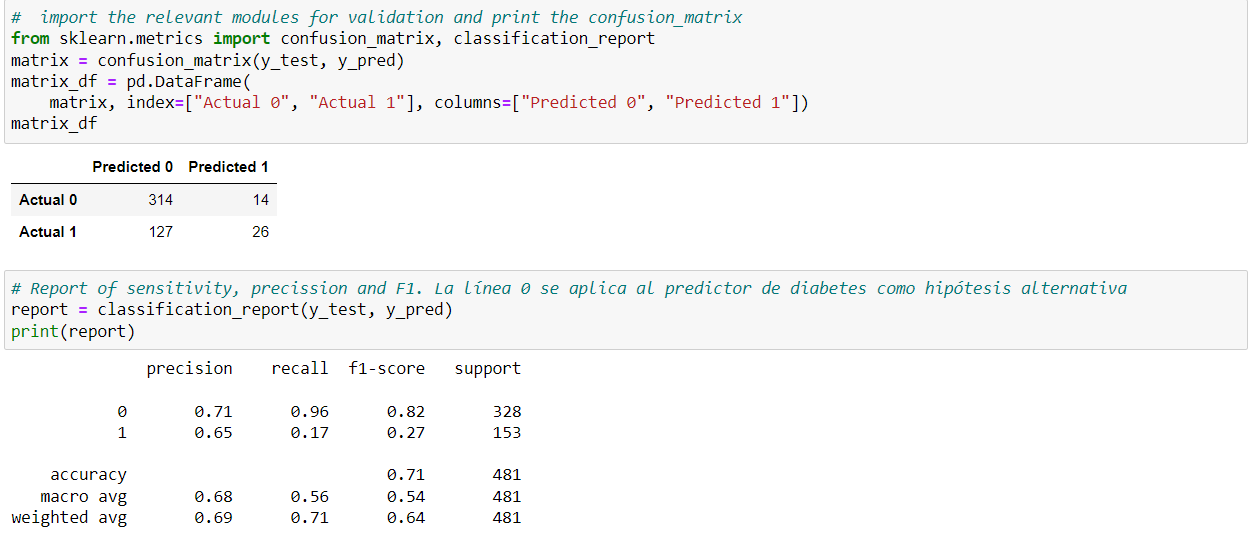 #  import the relevant modules for validation and print the confusion_matrix
from sklearn.metrics import confusion_matrix, classification_report
matrix = confusion_matrix(y_test, y_pred)
matrix_df = pd.DataFrame(
    matrix, index=["Actual 0", "Actual 1"], columns=["Predicted 0", "Predicted 1"])
matrix_df
Predicted 0 Predicted 1
Actual 0 314 14
Actual 1 127 26
# Report of sensitivity, precission and F1. La línea 0 se aplica al predictor de diabetes como hipótesis alternativa
report = classification_report(y_test, y_pred)
print(report)
precision recall f1-score support
0 0.71 0.96 0.82 328
1 0.65 0.17 0.27 153
accuracy 0.71 481
macro avg 0.68 0.56 0.54 481
weighted avg 0.69 0.71 0.64 481